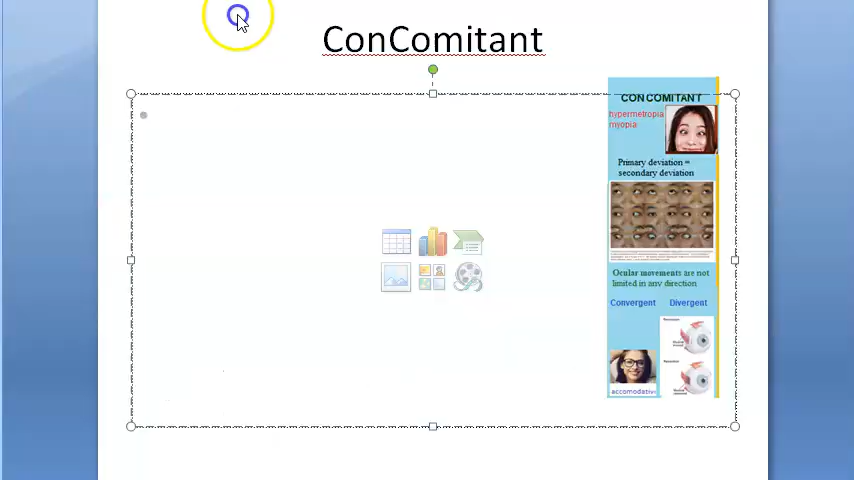 ConComitant
CONCOMITANT
hypermetropia
myopia
Primary deviation =
secondary deviation
Ocular movements are not
limited in any direction
Convergent Divergent
accomodative